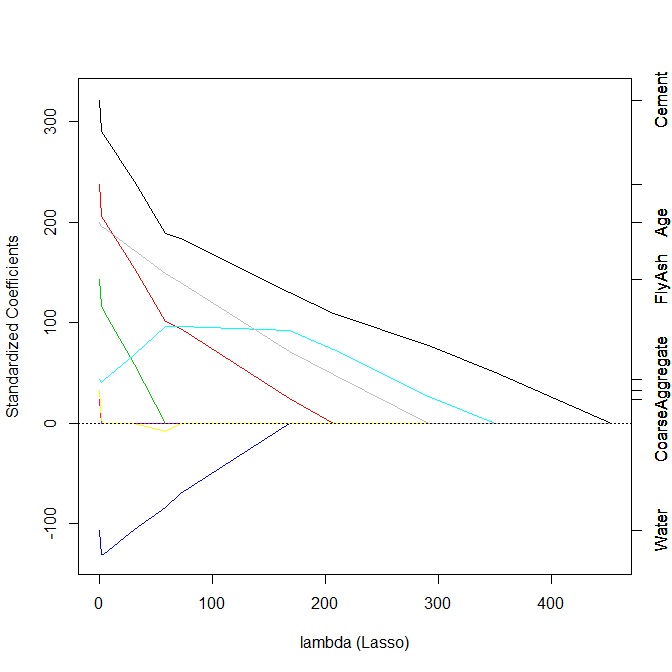 Standardized Coefficients
300
200
100
0
-100
0
100
200
300
400
lambda (Lasso)
Cement
Age
FlyAsh
CoarseAggregate
Water